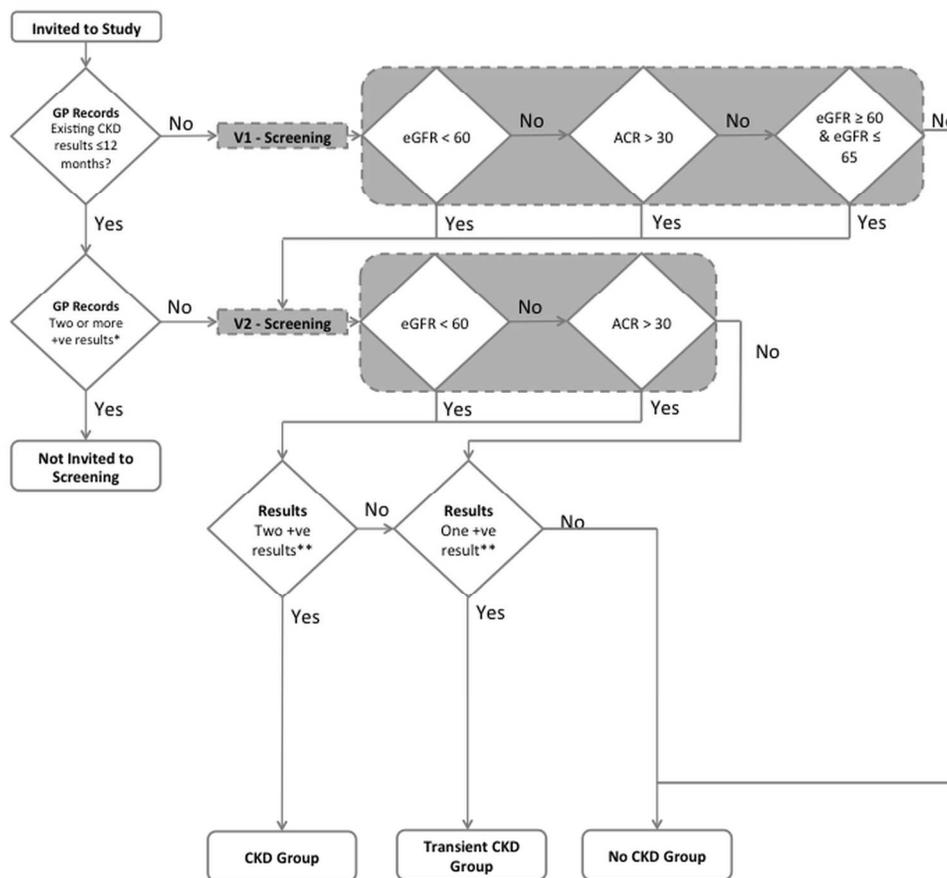 Invited to Study
GP Records
Existing CKD
results ≤12
months?
No
V1 - Screening
eGFR < 60
No
ACR > 30
No
eGFR ≥ 60
& eGFR ≤
65
No
Yes
Yes
Yes
Yes
GP Records
Two or more
+ve results*
No
V2 - Screening
eGFR < 60
No
ACR > 30
No
Yes
Yes
Yes
Not Invited to
Screening
Results
Two +ve
results**
No
Results
One +ve
result**
No
Yes
Yes
CKD Group
Transient CKD
Group
No CKD Group